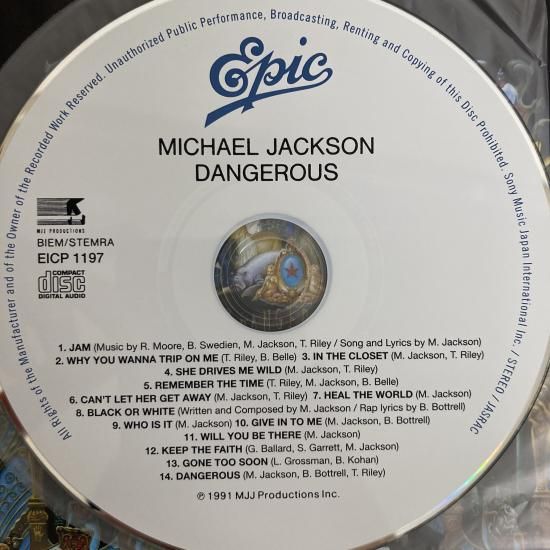 All Rights of the Manufacturer and of the Owner of the Recorded Work Reserved. Unauthorized Public Performance, Broadcasting, Renting and Copying of this Disc Prohibited. Sony Music Japan International Inc. / STEREO / JASRAC
Epic
MICHAEL JACKSON
DANGEROUS
MJJ PRODUCTIONS
BIEM/STEMRA
EICP 1197
COMPACT
disc
DIGITAL AUDIO
1. JAM (Music by R. Moore, B. Swedien, M. Jackson, T. Riley / Song and Lyrics by M. Jackson)
2. WHY YOU WANNA TRIP ON ME (T. Riley, B. Belle) 3. IN THE CLOSET (M. Jackson, T. Riley)
4. SHE DRIVES ME WILD (M. Jackson, T. Riley)
5. REMEMBER THE TIME (T. Riley, M. Jackson, B. Belle)
6. CAN'T LET HER GET AWAY (M. Jackson, T. Riley) 7. HEAL THE WORLD (M. Jackson)
8. BLACK OR WHITE (Written and Composed by M. Jackson / Rap lyrics by B. Bottrell)
9. WHO IS IT (M. Jackson) 10. GIVE IN TO ME (M. Jackson, B. Bottrell)
11. WILL YOU BE THERE (M. Jackson)
12. KEEP THE FAITH (G. Ballard, S. Garrett, M. Jackson)
13. GONE TOO SOON (L. Grossman, B. Kohan)
14. DANGEROUS (M. Jackson, B. Bottrell, T. Riley)
℗ 1991 MJJ Productions Inc.